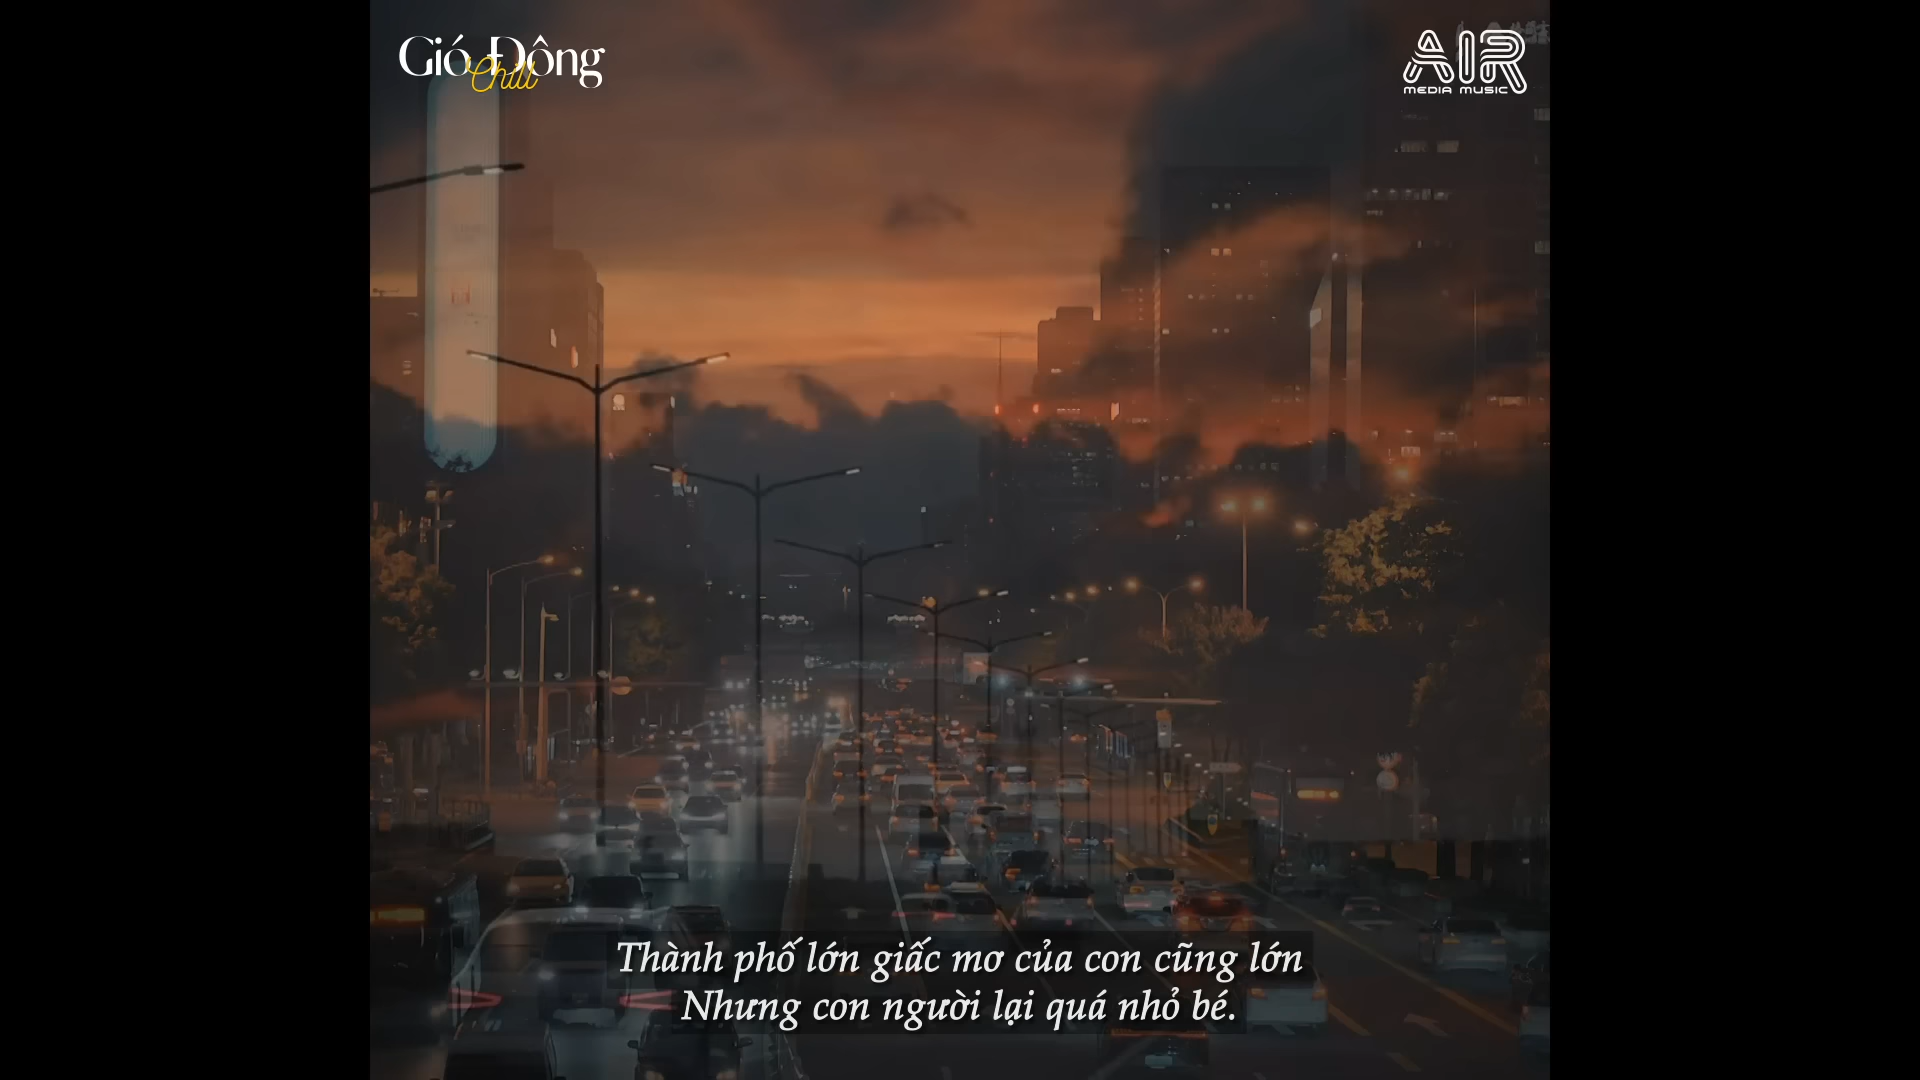 Gió Đông
Chill
AIR
MEDIA MUSIC
Thành phố lớn giấc mơ của con cũng lớn
Nhưng con người lại quá nhỏ bé.